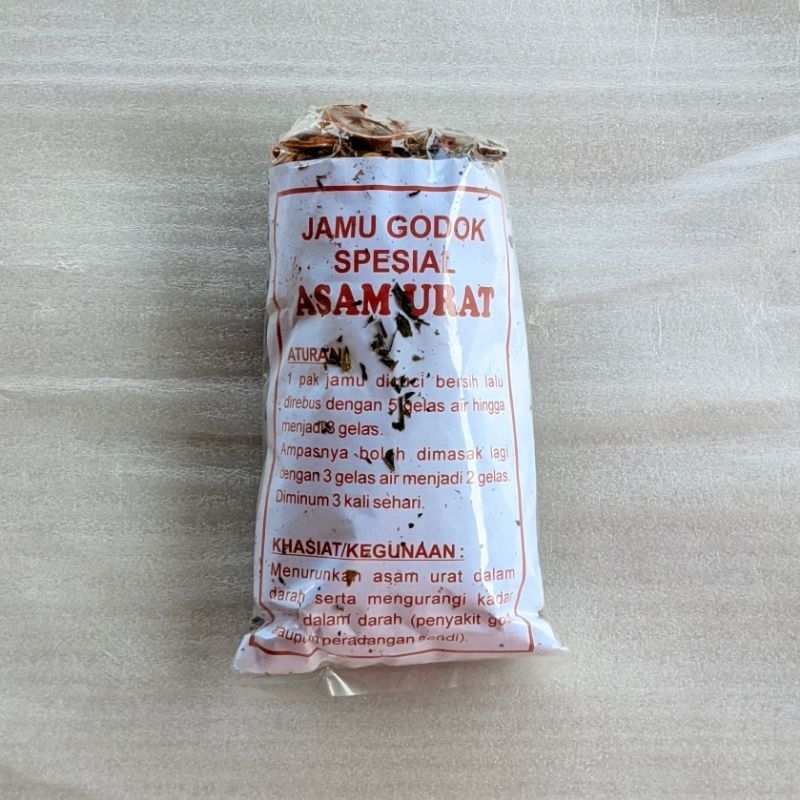 JAMU GODOK
SPESIAL
ASAM URAT
ATURAN
1 pak jamu dicuci bersih lalu
direbus dengan 5 gelas air hingga
menjadi 3 gelas.
Ampasnya boleh dimasak lagi
dengan 3 gelas air menjadi 2 gelas.
Diminum 3 kali sehari.
KHASIAT/KEGUNAAN :
Menurunkan asam urat dalam
darah serta mengurangi kadar
dalam darah (penyakit
ataupun peradangan sendi).